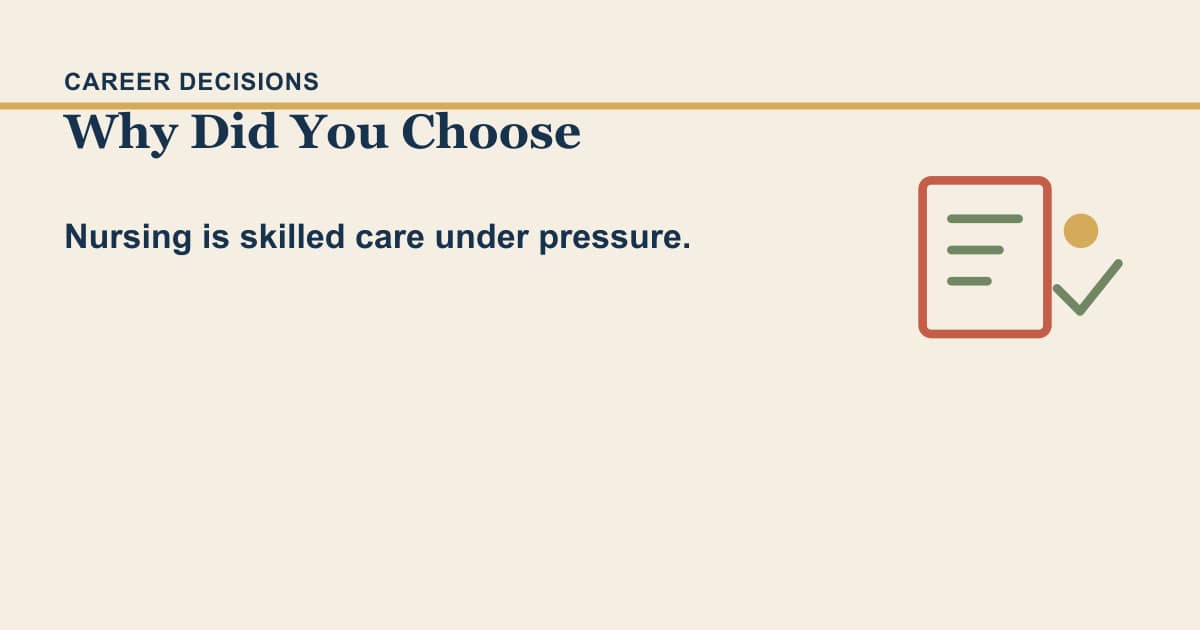 CAREER DECISIONS
Why Did You Choose
Nursing is skilled care under pressure.